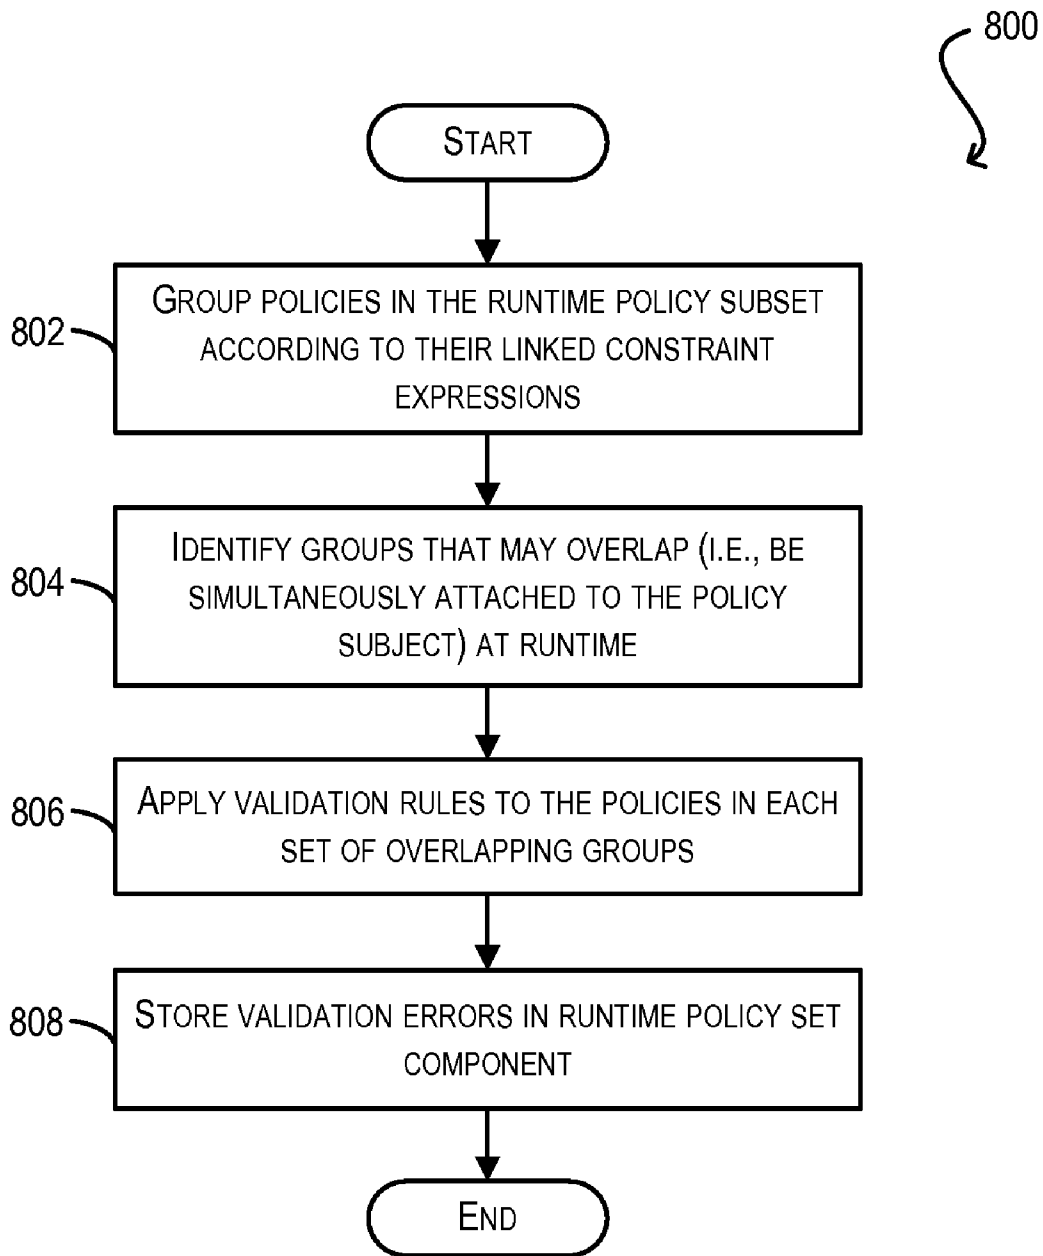 800
START
802
GROUP POLICIES IN THE RUNTIME POLICY SUBSET
ACCORDING TO THEIR LINKED CONSTRAINT
EXPRESSIONS
804
IDENTIFY GROUPS THAT MAY OVERLAP (I.E., BE
SIMULTANEOUSLY ATTACHED TO THE POLICY
SUBJECT) AT RUNTIME
806
APPLY VALIDATION RULES TO THE POLICIES IN EACH
SET OF OVERLAPPING GROUPS
808
STORE VALIDATION ERRORS IN RUNTIME POLICY SET
COMPONENT
END